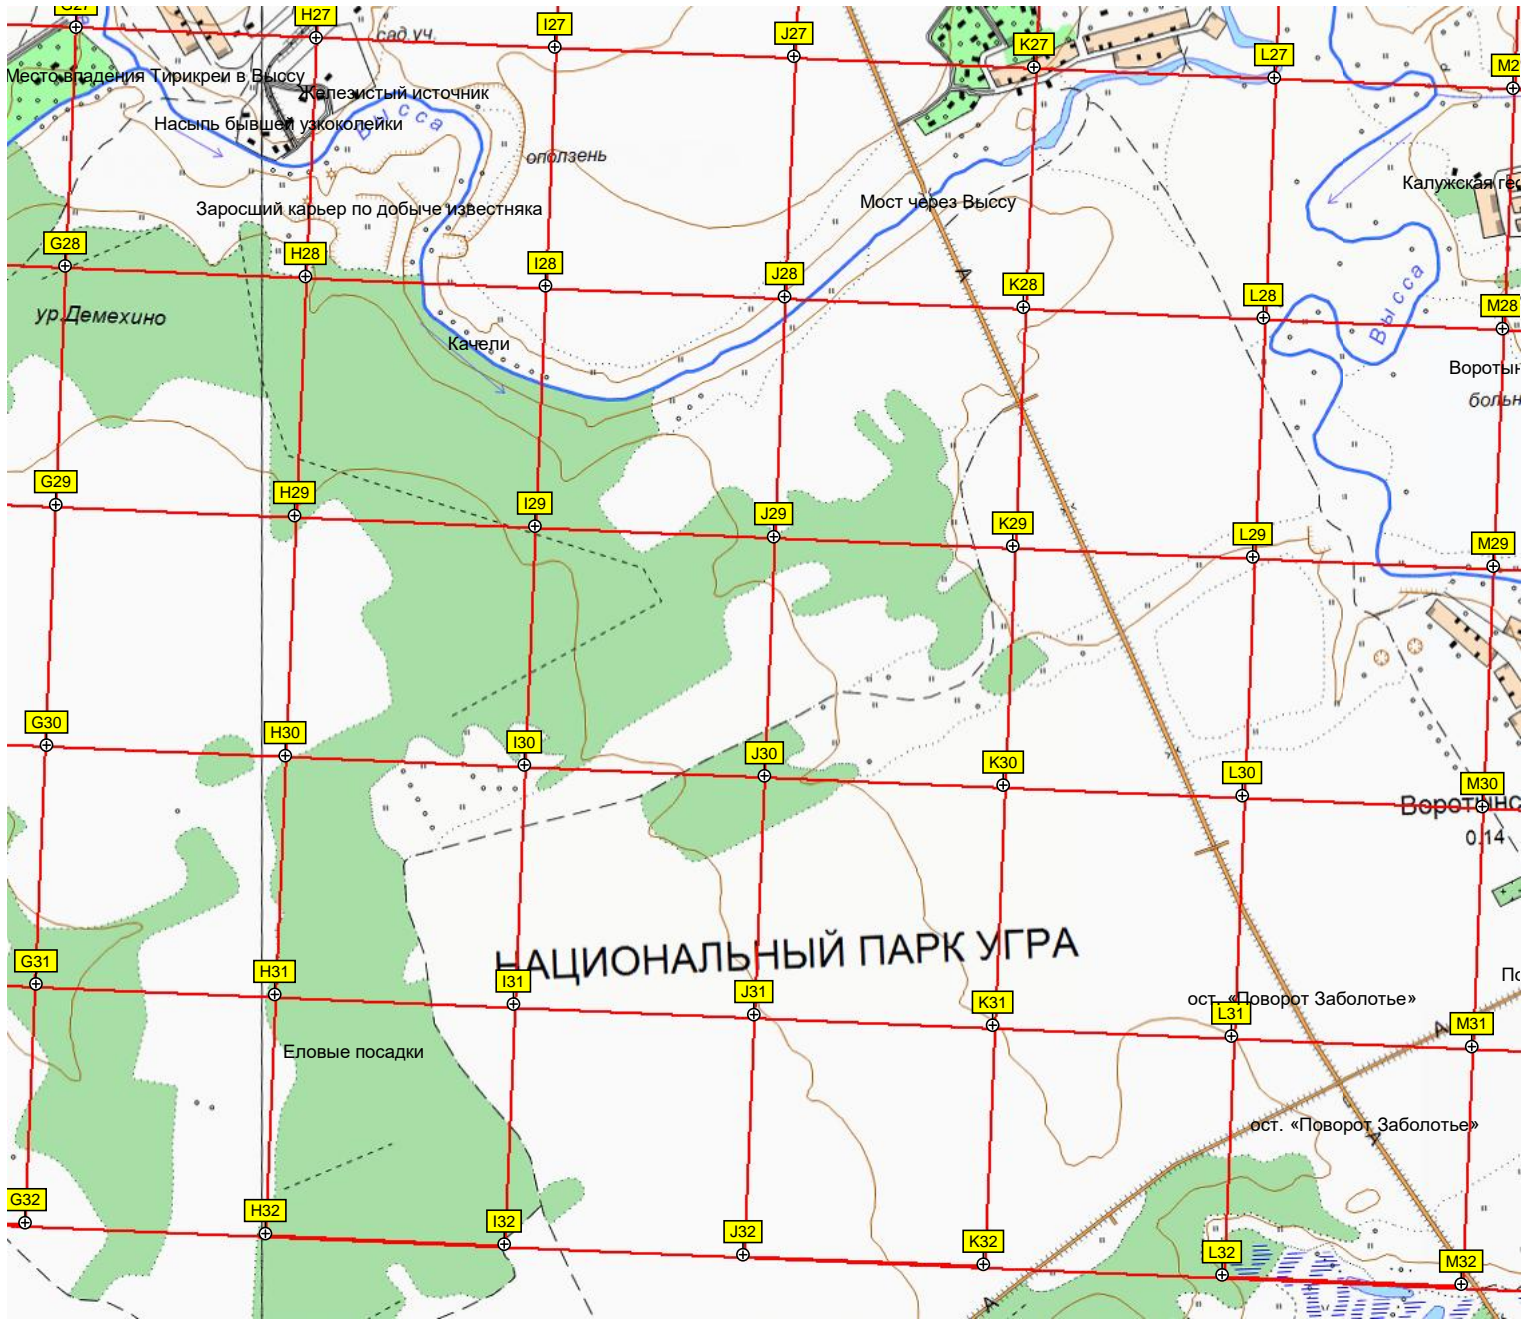 G27
H27
I27
J27
K27
L27
сад.уч.
Место впадения Тирикреи в Выссу
Железистый источник
Насыпь бывшей узкоколейки
Высса
оползень
Заросший карьер по добыче известняка
Мост через Выссу
G28
H28
I28
J28
K28
L28
M28
А
Высса
ур.Демехино
Качели
G29
H29
I29
J29
K29
L29
M29
G30
H30
I30
J30
K30
L30
M30
0.14
НАЦИОНАЛЬНЫЙ ПАРК УГРА
G31
H31
I31
J31
K31
ост. «Поворот Заболотье»
L31
M31
А
Еловые посадки
ост. «Поворот Заболотье»
А
G32
H32
I32
J32
K32
L32
M32
А